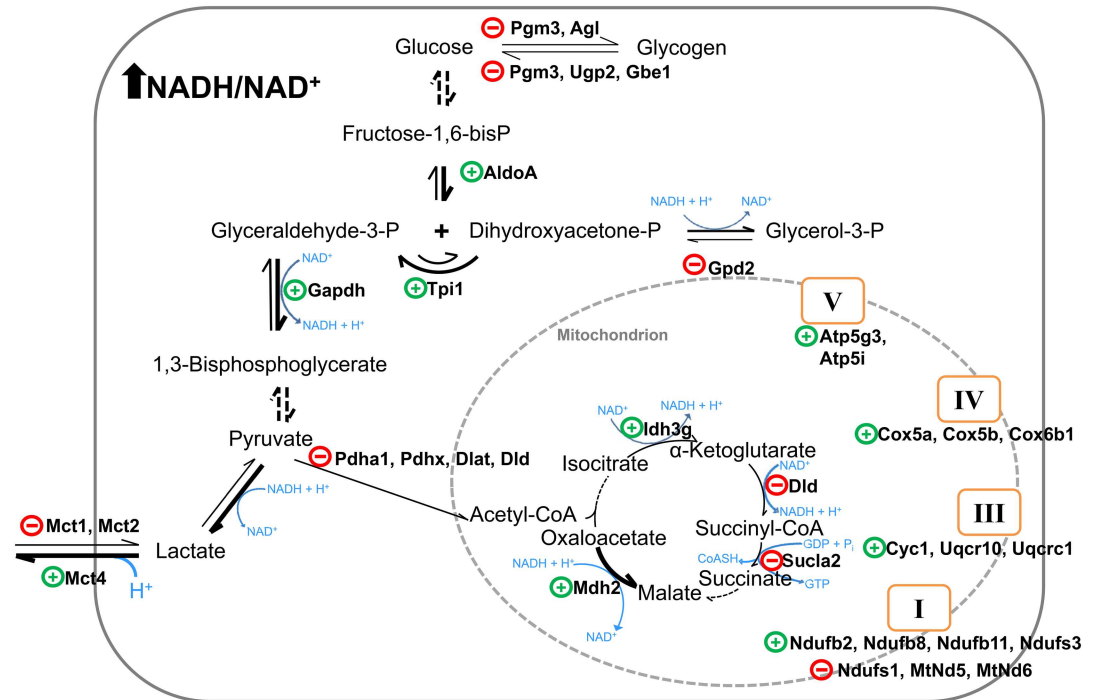 Pgm3, Agl
Glucose
Glycogen
Pgm3, Ugp2, Gbe1
NADH/NAD⁺
Fructose-1,6-bisP
AldoA
NADH + H⁺
NAD⁺
Glyceraldehyde-3-P + Dihydroxyacetone-P
Glycerol-3-P
NAD⁺
Gpd2
Gapdh
Tpi1
V
NADH + H⁺
Mitochondrion
Atp5g3,
Atp5i
1,3-Bisphosphoglycerate
IV
NAD⁺
NADH + H⁺
Idh3g
Cox5a, Cox5b, Cox6b1
Pyruvate
α-Ketoglutarate
Pdha1, Pdhx, Dlat, Dld
Isocitrate
NAD⁺
Dld
NADH + H⁺
III
NADH + H⁺
Acetyl-CoA
Mct1, Mct2
NAD⁺
Succinyl-CoA
Oxaloacetate
GDP + Pᵢ
Cyc1, Uqcr10, Uqcrc1
Lactate
NADH + H⁺
CoASH
Sucla2
Mct4
H⁺
Mdh2
Succinate
GTP
Malate
I
NAD⁺
Ndufb2, Ndufb8, Ndufb11, Ndufs3
Ndufs1, MtNd5, MtNd6